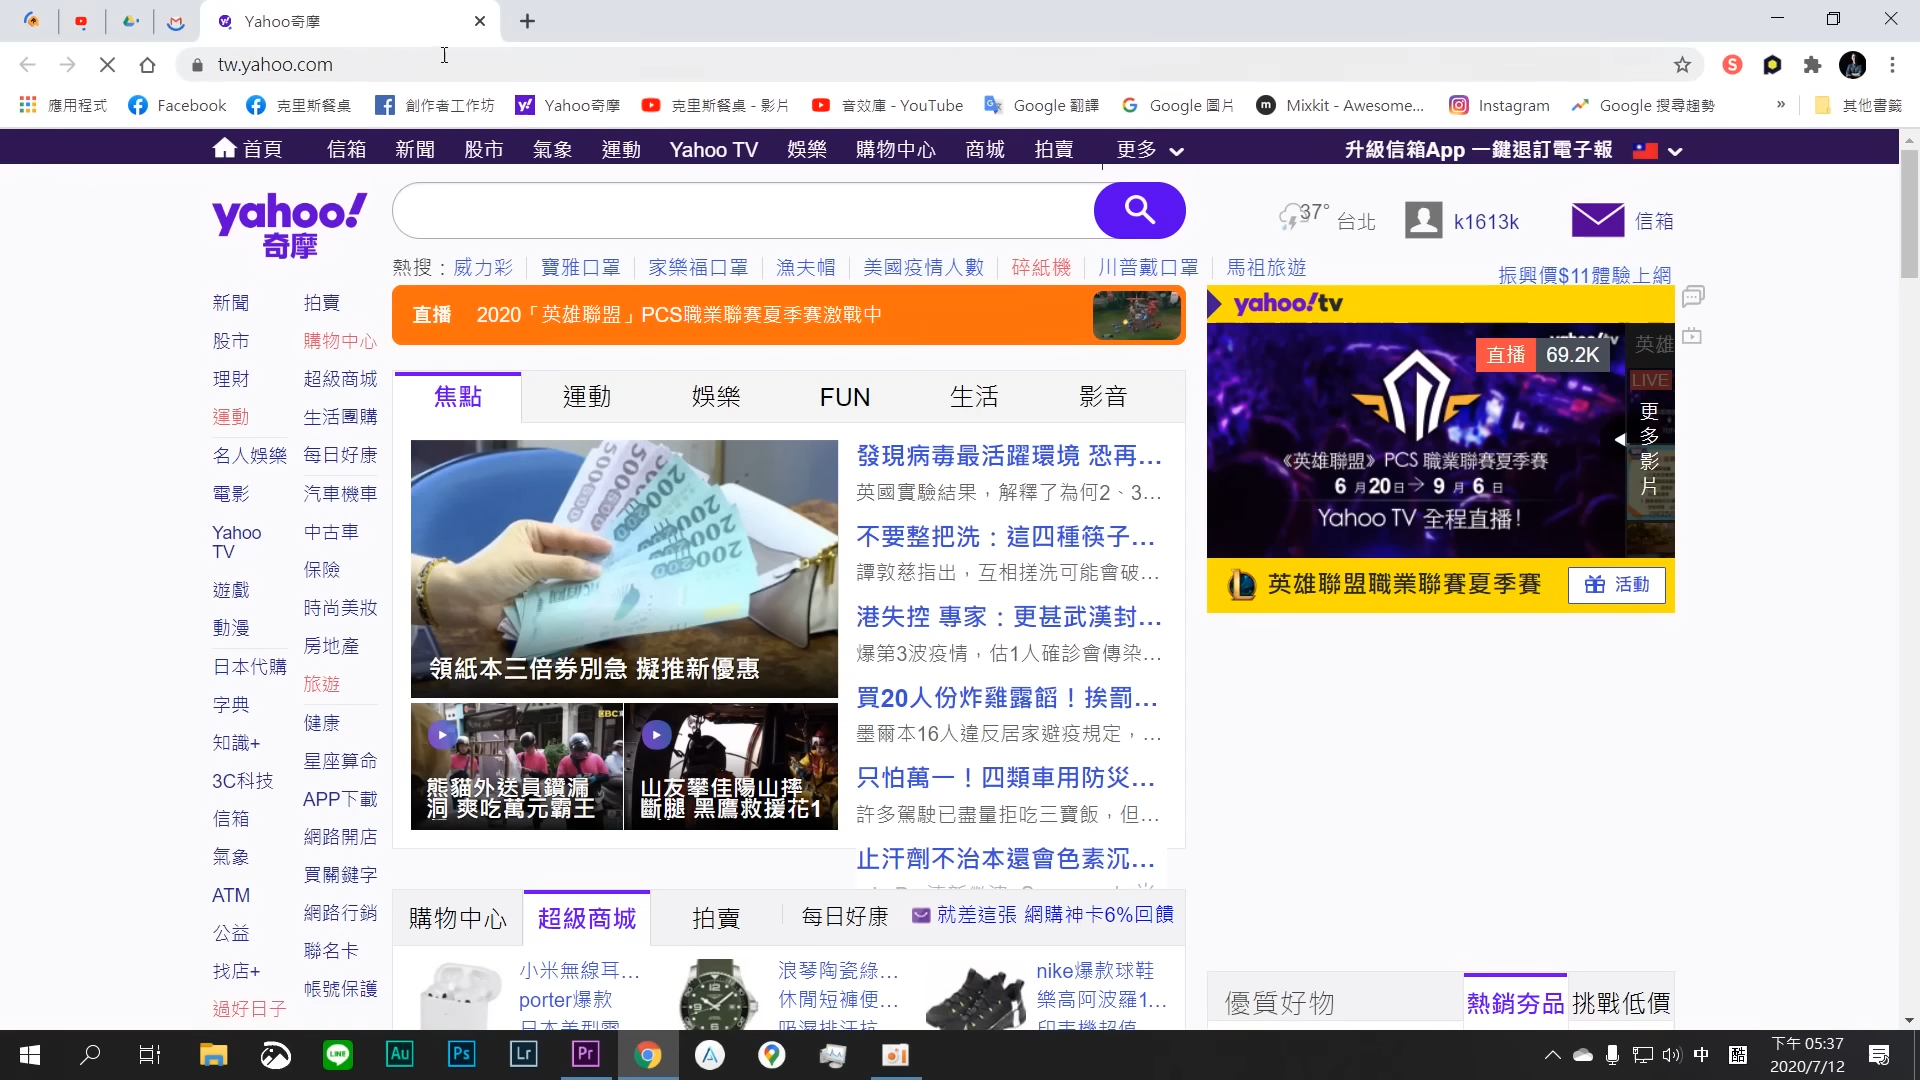 Yahoo奇摩
tw.yahoo.com
應用程式 Facebook 克里斯餐桌 創作者工作坊 Yahoo奇摩 克里斯餐桌 - 影片 音效庫 - YouTube Google 翻譯 Google 圖片 Mixkit - Awesome... Instagram Google 搜尋趨勢 » 其他書籤
首頁 信箱 新聞 股市 氣象 運動 Yahoo TV 娛樂 購物中心 商城 拍賣 更多 升級信箱App 一鍵退訂電子報
yahoo!
奇摩
37° 台北 k1613k 信箱
熱搜：威力彩 寶雅口罩 家樂福口罩 漁夫帽 美國疫情人數 碎紙機 川普戴口罩 馬祖旅遊
振興價$11體驗上網
新聞 拍賣
股市 購物中心
理財 超級商城
運動 生活團購
名人娛樂 每日好康
電影 汽車機車
Yahoo TV 中古車
遊戲 保險
動漫 時尚美妝
日本代購 房地產
字典 旅遊
知識+ 健康
3C科技 星座算命
信箱 APP下載
氣象 網路開店
ATM 買關鍵字
公益 網路行銷
找店+ 聯名卡
過好日子 帳號保護
直播 2020「英雄聯盟」PCS職業聯賽夏季賽激戰中
焦點 運動 娛樂 FUN 生活 影音
領紙本三倍券別急 擬推新優惠
EBC
熊貓外送員鑽漏
洞 爽吃萬元霸王
山友攀佳陽山摔
斷腿 黑鷹救援花1
發現病毒最活躍環境 恐再...
英國實驗結果，解釋了為何2、3...
不要整把洗：這四種筷子...
譚敦慈指出，互相搓洗可能會破...
港失控 專家：更甚武漢封...
爆第3波疫情，估1人確診會傳染...
買20人份炸雞露餡！挨罰...
墨爾本16人違反居家避疫規定，...
只怕萬一！四類車用防災...
許多駕駛已盡量拒吃三寶飯，但...
止汗劑不治本還會色素沉...
yahoo!tv
直播 69.2K
英雄
LIVE
更多影片
《英雄聯盟》PCS 職業聯賽夏季賽
6 月20日→ 9 月 6 日
Yahoo TV 全程直播!
英雄聯盟職業聯賽夏季賽 活動
購物中心 超級商城 拍賣 每日好康 就差這張 網購神卡6%回饋
小米無線耳... 浪琴陶瓷綠... nike爆款球鞋
porter爆款 休閒短褲便... 樂高阿波羅1...
優質好物 熱銷夯品 挑戰低價
Au Ps Lr Pr
中 酷
下午 05:37
2020/7/12